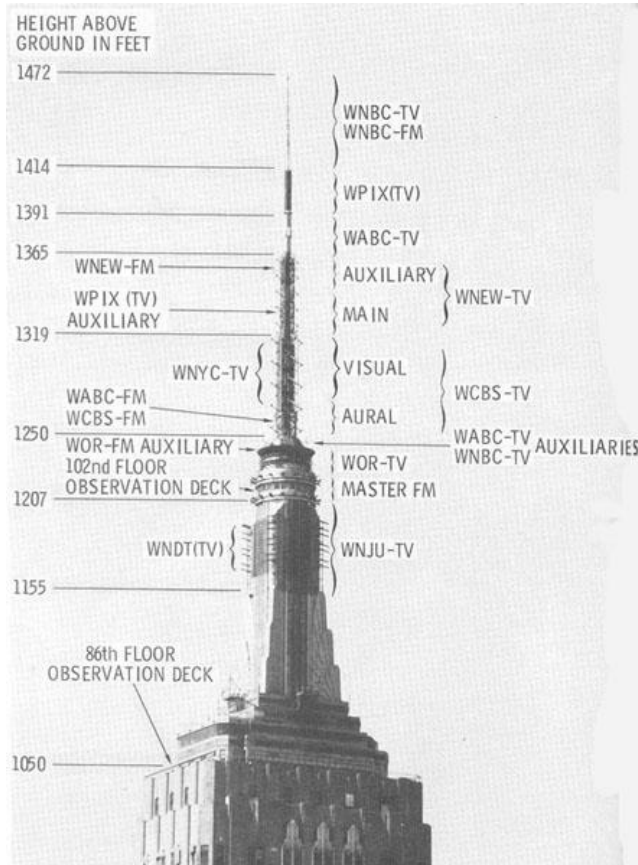 HEIGHT ABOVE
GROUND IN FEET
1472
WNBC-TV
WNBC-FM
1414
WPIX(TV)
1391
WABC-TV
1365
WNEW-FM
AUXILIARY
WNEW-TV
WPIX (TV)
AUXILIARY
MAIN
1319
WNYC-TV
VISUAL
WCBS-TV
WABC-FM
WCBS-FM
AURAL
1250
WABC-TV
WNBC-TV
AUXILIARIES
WOR-FM AUXILIARY
102nd FLOOR
OBSERVATION DECK
WOR-TV
MASTER FM
1207
WNDT(TV)
WNJU-TV
1155
86th FLOOR
OBSERVATION DECK
1050